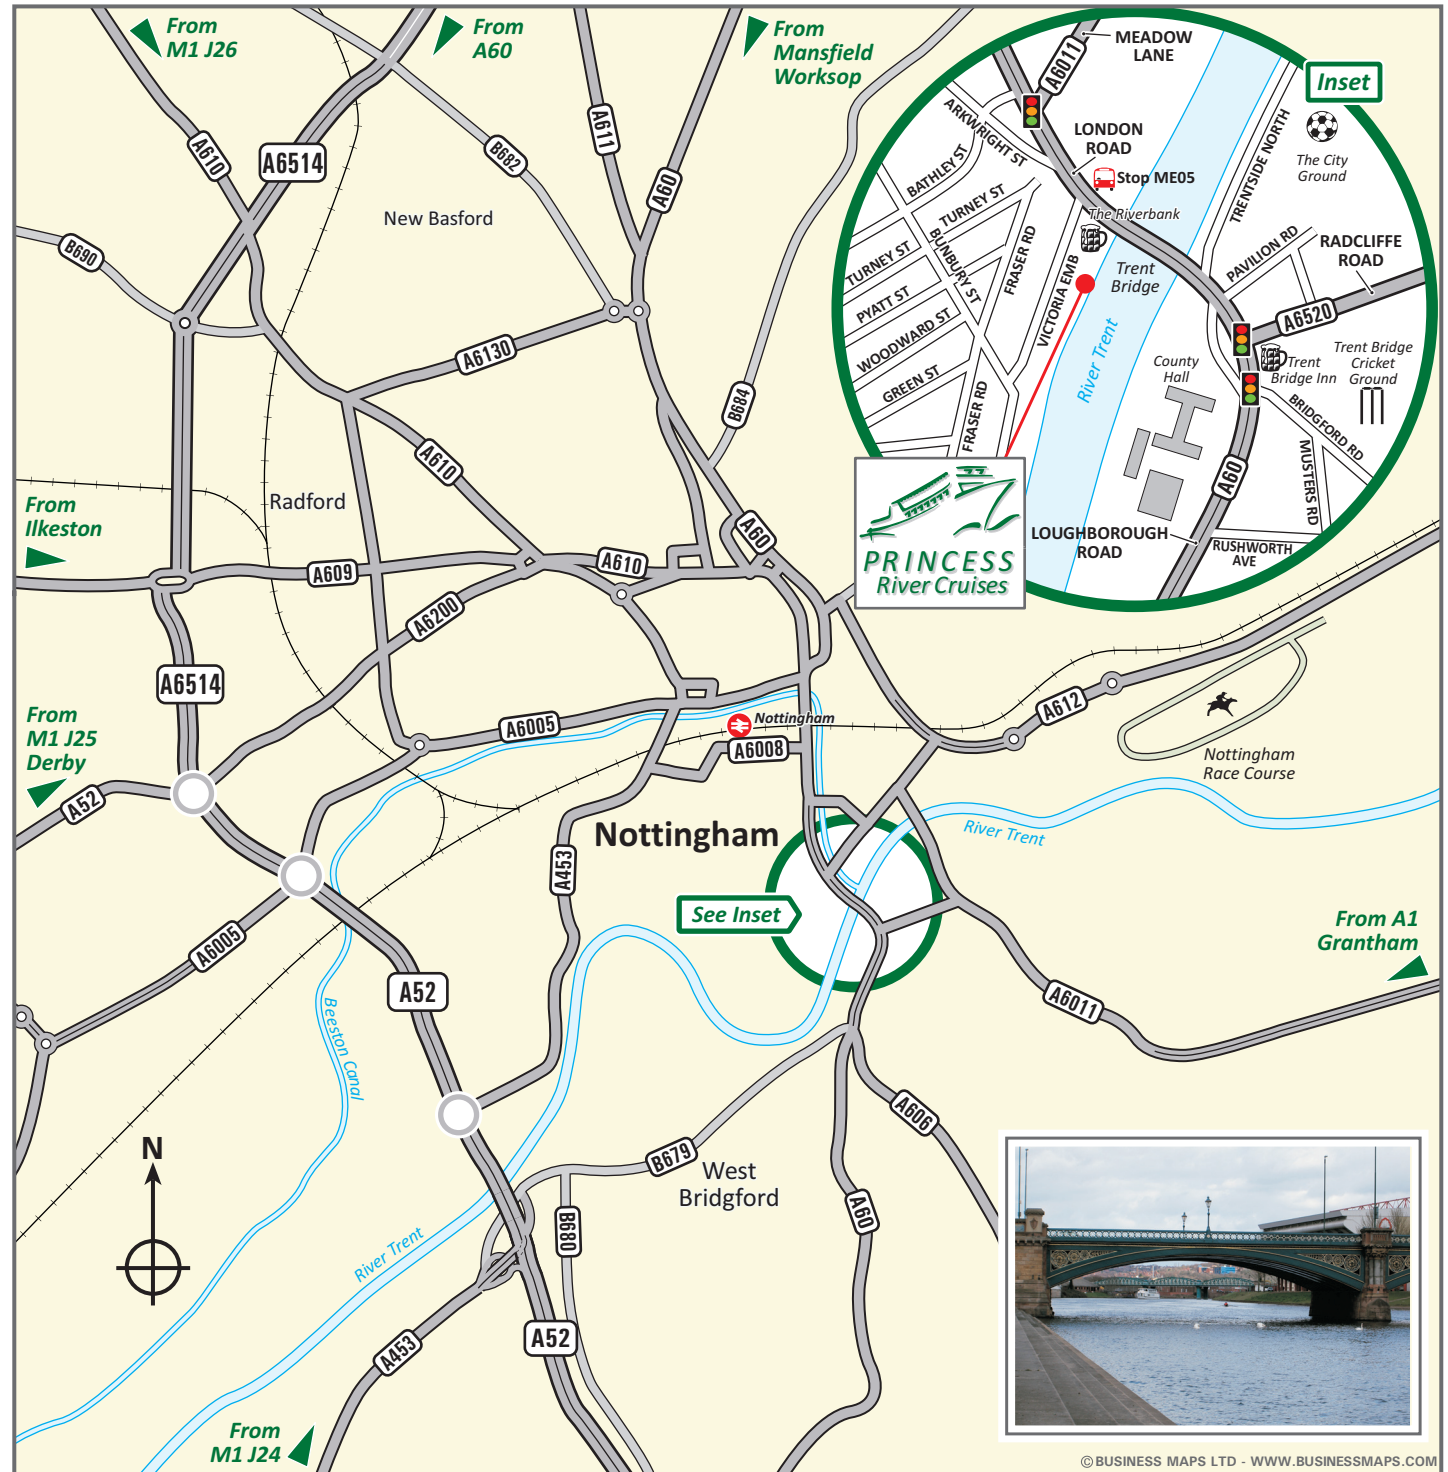 From
M1 J26
From
A60
From
Mansfield
Worksop
A610
A6514
B682
A611
A60
New Basford
B690
A6130
B684
A610
Radford
From
Ilkeston
A609
A610
A60
A6200
A6514
From
M1 J25
Derby
A52
A6005
Nottingham
A6008
A612
Nottingham
Race Course
River Trent
Nottingham
A453
See Inset
A6005
A52
Beeston Canal
From A1
Grantham
A6011
A606
N
B679
West
Bridgford
A60
B680
River Trent
A52
A453
From
M1 J24
Inset
MEADOW
LANE
A6011
ARKWRIGHT ST
LONDON
ROAD
Stop ME05
The Riverbank
BATHLEY ST
TURNEY ST
TURNEY ST
BUNBURY ST
FRASER RD
VICTORIA EMB
PYATT ST
WOODWARD ST
GREEN ST
FRASER RD
Trent
Bridge
River Trent
TRENTSIDE NORTH
The City
Ground
PAVILION RD
RADCLIFFE
ROAD
A6520
Trent
Bridge Inn
Trent Bridge
Cricket
Ground
County
Hall
BRIDGFORD RD
MUSTERS RD
A60
LOUGHBOROUGH
ROAD
RUSHWORTH
AVE
PRINCESS
River Cruises
© BUSINESS MAPS LTD - WWW.BUSINESSMAPS.COM